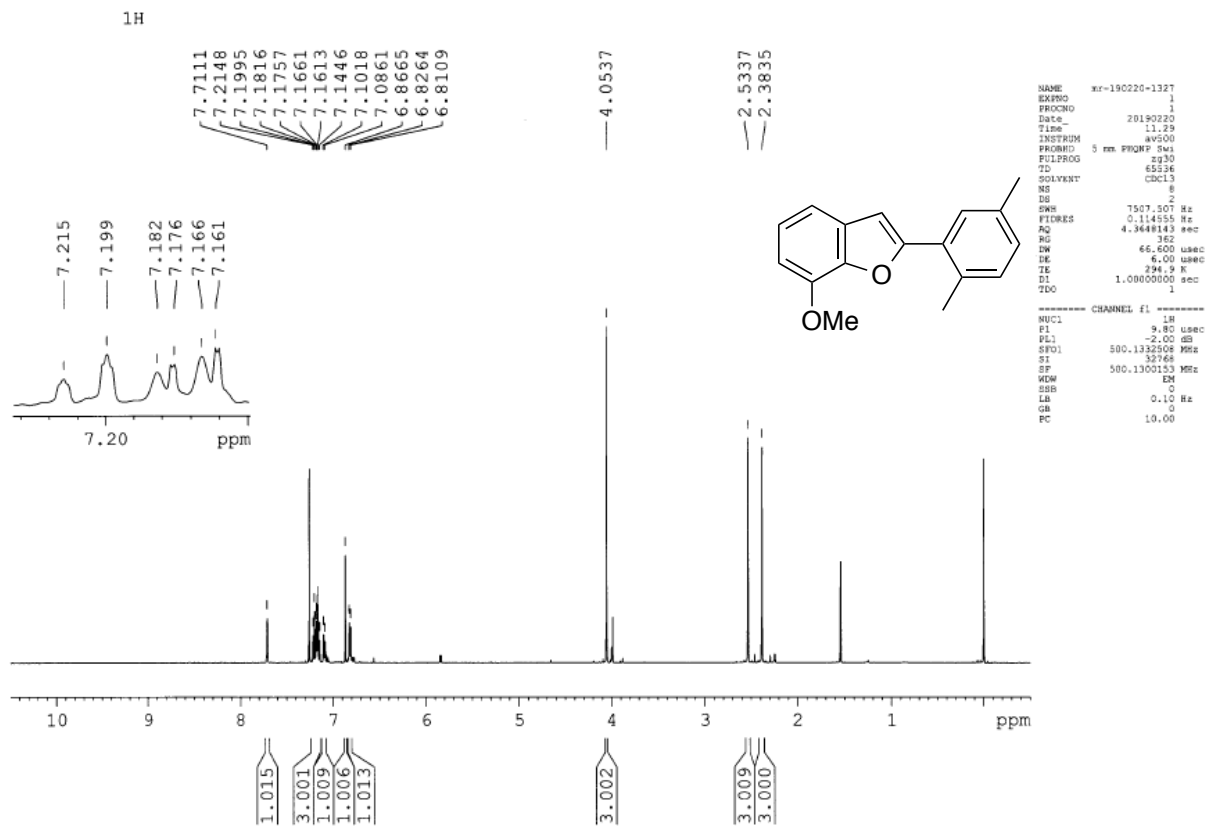 1H
7.7111
7.2148
7.1995
7.1816
7.1757
7.1661
7.1613
7.1446
7.1018
7.0861
6.8665
6.8264
6.8109
4.0537
2.5337
2.3835
NAME mr-190220-1327
EXPNO 1
PROCNO 1
Date_ 20190220
Time 11.29
INSTRUM av500
PROBHD 5 mm PHQNP Swi
PULPROG zg30
TD 65536
SOLVENT CDCl3
NS 8
DS 2
SWH 7507.507 Hz
FIDRES 0.114555 Hz
AQ 4.3648143 sec
RG 362
DW 66.600 usec
DE 6.00 usec
TE 294.9 K
D1 1.00000000 sec
TD0 1
======== CHANNEL f1 ========
NUC1 1H
P1 9.80 usec
PL1 -2.00 dB
SFO1 500.1332508 MHz
SI 32768
SF 500.1300153 MHz
WDW EM
SSB 0
LB 0.10 Hz
GB 0
PC 10.00
7.215
7.199
7.182
7.176
7.166
7.161
7.20 ppm
O
OMe
10 9 8 7 6 5 4 3 2 1 ppm
1.015
3.001
1.009
1.006
1.013
3.002
3.009
3.000